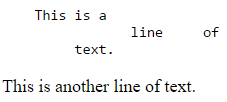 This is a
line     of
text.
This is another line of text.